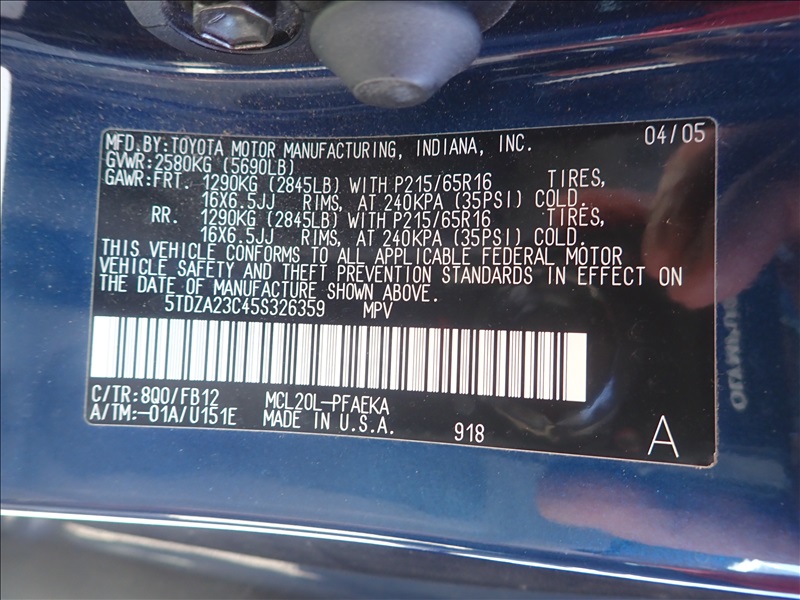 MFD.BY:TOYOTA MOTOR MANUFACTURING, INDIANA, INC. 04/05
GVWR:2580KG (5690LB)
GAWR:FRT. 1290KG (2845LB) WITH P215/65R16 TIRES,
16X6.5JJ RIMS, AT 240KPA (35PSI) COLD.
RR. 1290KG (2845LB) WITH P215/65R16 TIRES,
16X6.5JJ RIMS, AT 240KPA (35PSI) COLD.
THIS VEHICLE CONFORMS TO ALL APPLICABLE FEDERAL MOTOR
VEHICLE SAFETY AND THEFT PREVENTION STANDARDS IN EFFECT ON
THE DATE OF MANUFACTURE SHOWN ABOVE.
5TDZA23C45S326359 MPV
C/TR:8Q0/FB12 MCL20L-PFAEKA
A/TM:-01A/U151E MADE IN U.S.A. 918 A